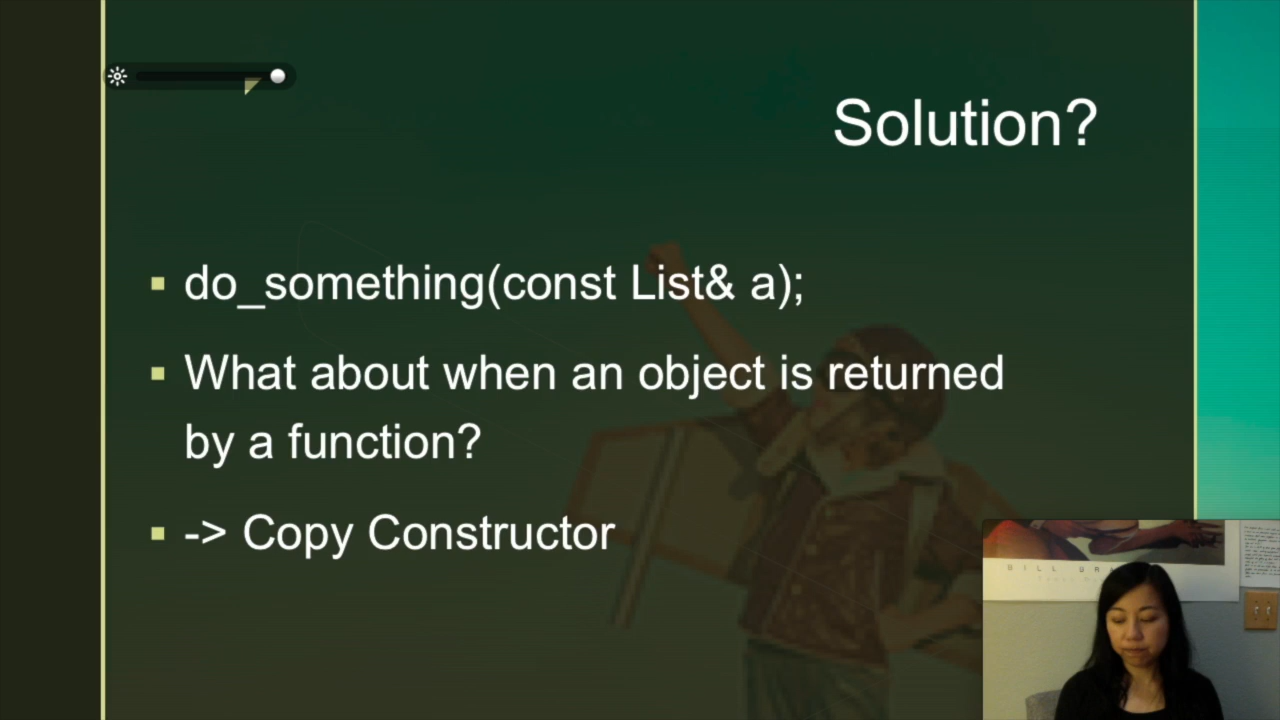 Solution?
do_something(const List& a);
What about when an object is returned
by a function?
-> Copy Constructor